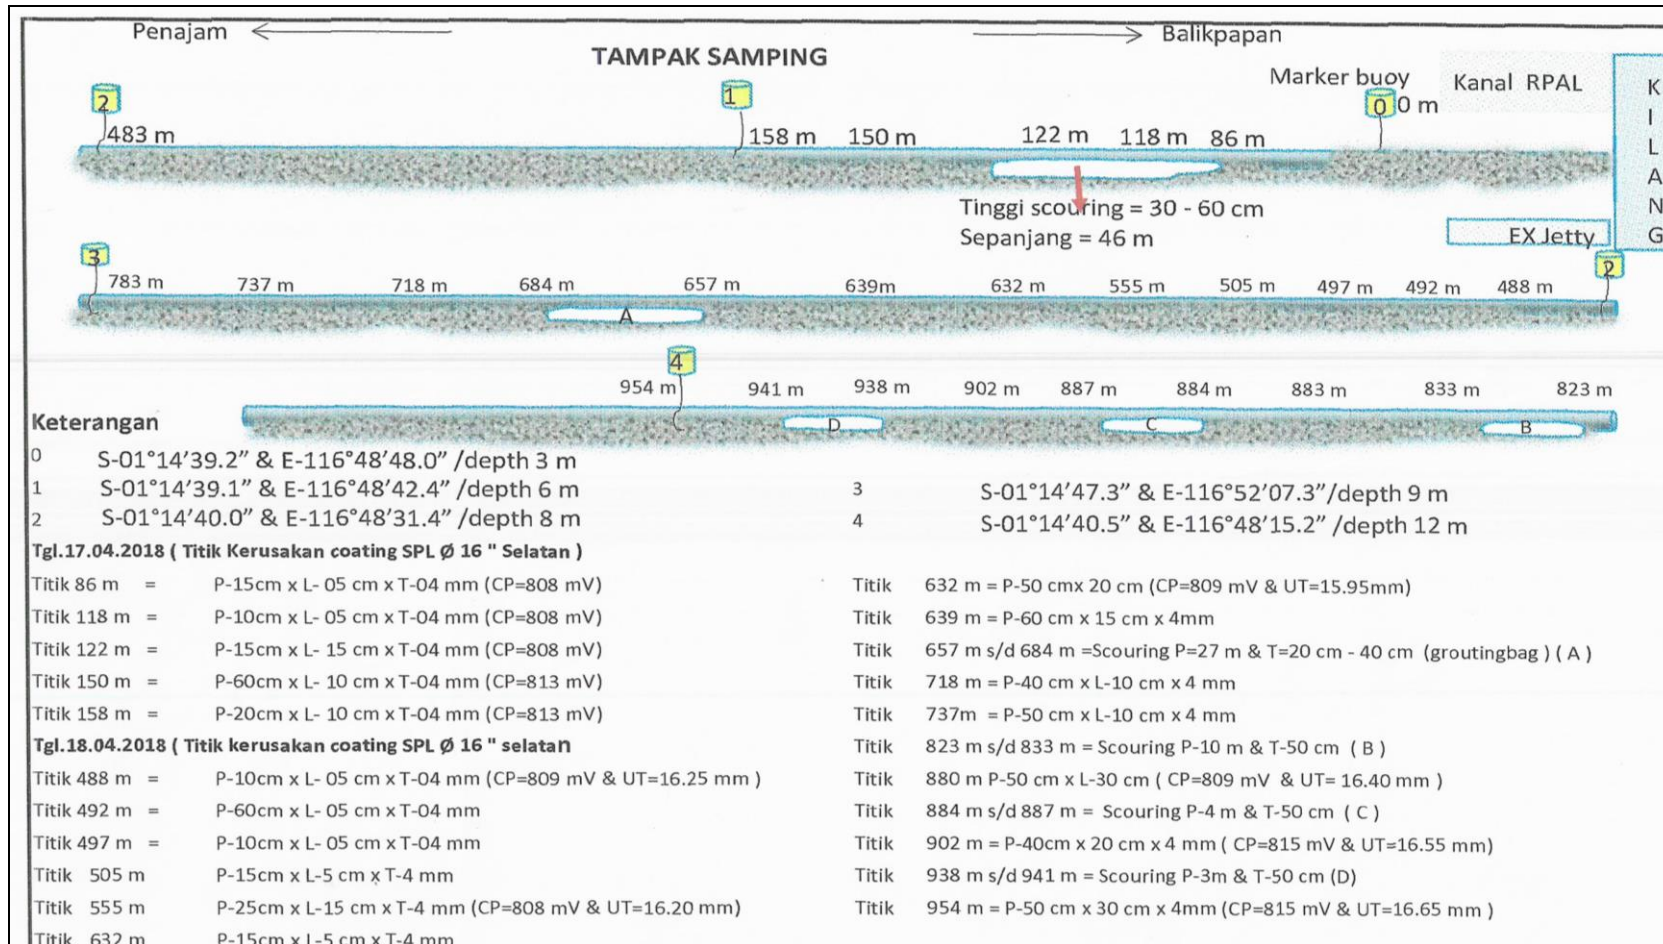 Penajam
Balikpapan
TAMPAK SAMPING
Marker buoy
Kanal RPAL
K
I
L
A
N
G
2
1
0
0 m
483 m
158 m 150 m 122 m 118 m 86 m
Tinggi scouring = 30 - 60 cm
Sepanjang = 46 m
EX Jetty
3
2
783 m 737 m 718 m 684 m 657 m 639m 632 m 555 m 505 m 497 m 492 m 488 m
A
4
954 m 941 m 938 m 902 m 887 m 884 m 883 m 833 m 823 m
D C B
Keterangan
0 S-01°14’39.2” & E-116°48’48.0” /depth 3 m
1 S-01°14’39.1” & E-116°48’42.4” /depth 6 m
2 S-01°14’40.0” & E-116°48’31.4” /depth 8 m
3 S-01°14’47.3” & E-116°52’07.3”/depth 9 m
4 S-01°14’40.5” & E-116°48’15.2” /depth 12 m
Tgl.17.04.2018 ( Titik Kerusakan coating SPL Ø 16 " Selatan )
Titik 86 m = P-15cm x L- 05 cm x T-04 mm (CP=808 mV)
Titik 118 m = P-10cm x L- 05 cm x T-04 mm (CP=808 mV)
Titik 122 m = P-15cm x L- 15 cm x T-04 mm (CP=808 mV)
Titik 150 m = P-60cm x L- 10 cm x T-04 mm (CP=813 mV)
Titik 158 m = P-20cm x L- 10 cm x T-04 mm (CP=813 mV)
Tgl.18.04.2018 ( Titik kerusakan coating SPL Ø 16 " selatan
Titik 488 m = P-10cm x L- 05 cm x T-04 mm (CP=809 mV & UT=16.25 mm )
Titik 492 m = P-60cm x L- 05 cm x T-04 mm
Titik 497 m = P-10cm x L- 05 cm x T-04 mm
Titik 505 m P-15cm x L-5 cm x T-4 mm
Titik 555 m P-25cm x L-15 cm x T-4 mm (CP=808 mV & UT=16.20 mm)
Titik 632 m P-15cm x L-5 cm x T-4 mm
Titik 632 m = P-50 cmx 20 cm (CP=809 mV & UT=15.95mm)
Titik 639 m = P-60 cm x 15 cm x 4mm
Titik 657 m s/d 684 m =Scouring P=27 m & T=20 cm - 40 cm (groutingbag ) ( A )
Titik 718 m = P-40 cm x L-10 cm x 4 mm
Titik 737m = P-50 cm x L-10 cm x 4 mm
Titik 823 m s/d 833 m = Scouring P-10 m & T-50 cm ( B )
Titik 880 m P-50 cm x L-30 cm ( CP=809 mV & UT= 16.40 mm )
Titik 884 m s/d 887 m = Scouring P-4 m & T-50 cm ( C )
Titik 902 m = P-40cm x 20 cm x 4 mm ( CP=815 mV & UT=16.55 mm)
Titik 938 m s/d 941 m = Scouring P-3m & T-50 cm (D)
Titik 954 m = P-50 cm x 30 cm x 4mm (CP=815 mV & UT=16.65 mm )